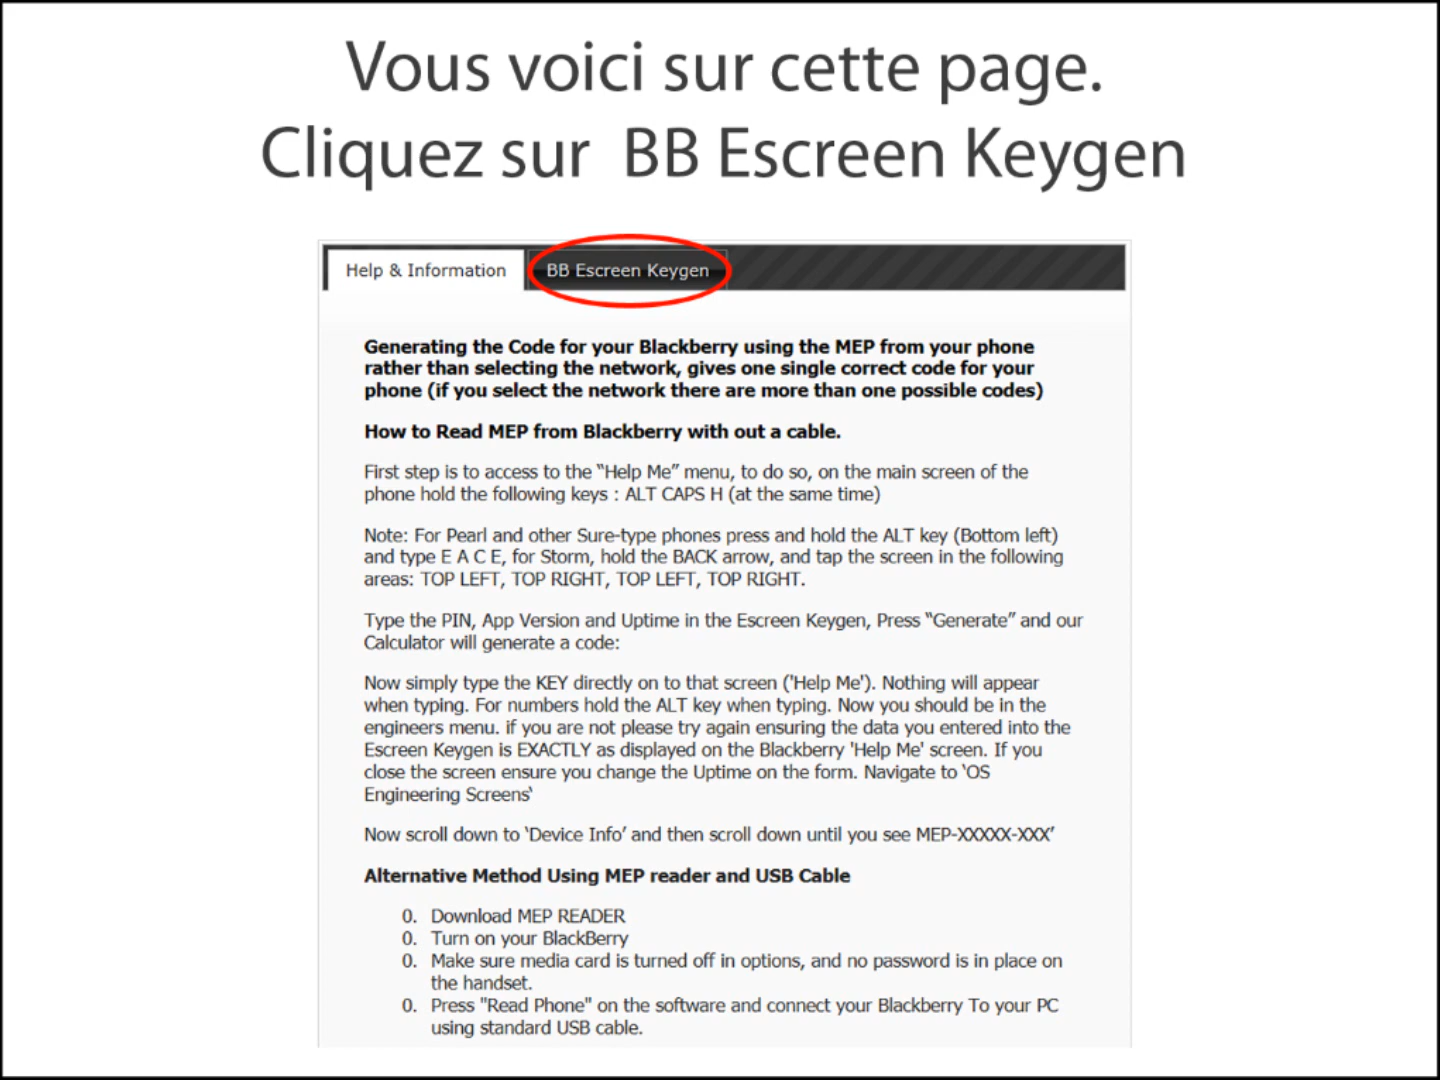 Vous voici sur cette page.
Cliquez sur BB Escreen Keygen
Help & Information
BB Escreen Keygen
Generating the Code for your Blackberry using the MEP from your phone
rather than selecting the network, gives one single correct code for your
phone (if you select the network there are more than one possible codes)
How to Read MEP from Blackberry with out a cable.
First step is to access to the “Help Me” menu, to do so, on the main screen of the
phone hold the following keys : ALT CAPS H (at the same time)
Note: For Pearl and other Sure-type phones press and hold the ALT key (Bottom left)
and type E A C E, for Storm, hold the BACK arrow, and tap the screen in the following
areas: TOP LEFT, TOP RIGHT, TOP LEFT, TOP RIGHT.
Type the PIN, App Version and Uptime in the Escreen Keygen, Press “Generate” and our
Calculator will generate a code:
Now simply type the KEY directly on to that screen ('Help Me'). Nothing will appear
when typing. For numbers hold the ALT key when typing. Now you should be in the
engineers menu. if you are not please try again ensuring the data you entered into the
Escreen Keygen is EXACTLY as displayed on the Blackberry 'Help Me' screen. If you
close the screen ensure you change the Uptime on the form. Navigate to ‘OS
Engineering Screens‘
Now scroll down to ‘Device Info’ and then scroll down until you see MEP-XXXXX-XXX’
Alternative Method Using MEP reader and USB Cable
0. Download MEP READER
0. Turn on your BlackBerry
0. Make sure media card is turned off in options, and no password is in place on
the handset.
0. Press "Read Phone" on the software and connect your Blackberry To your PC
using standard USB cable.